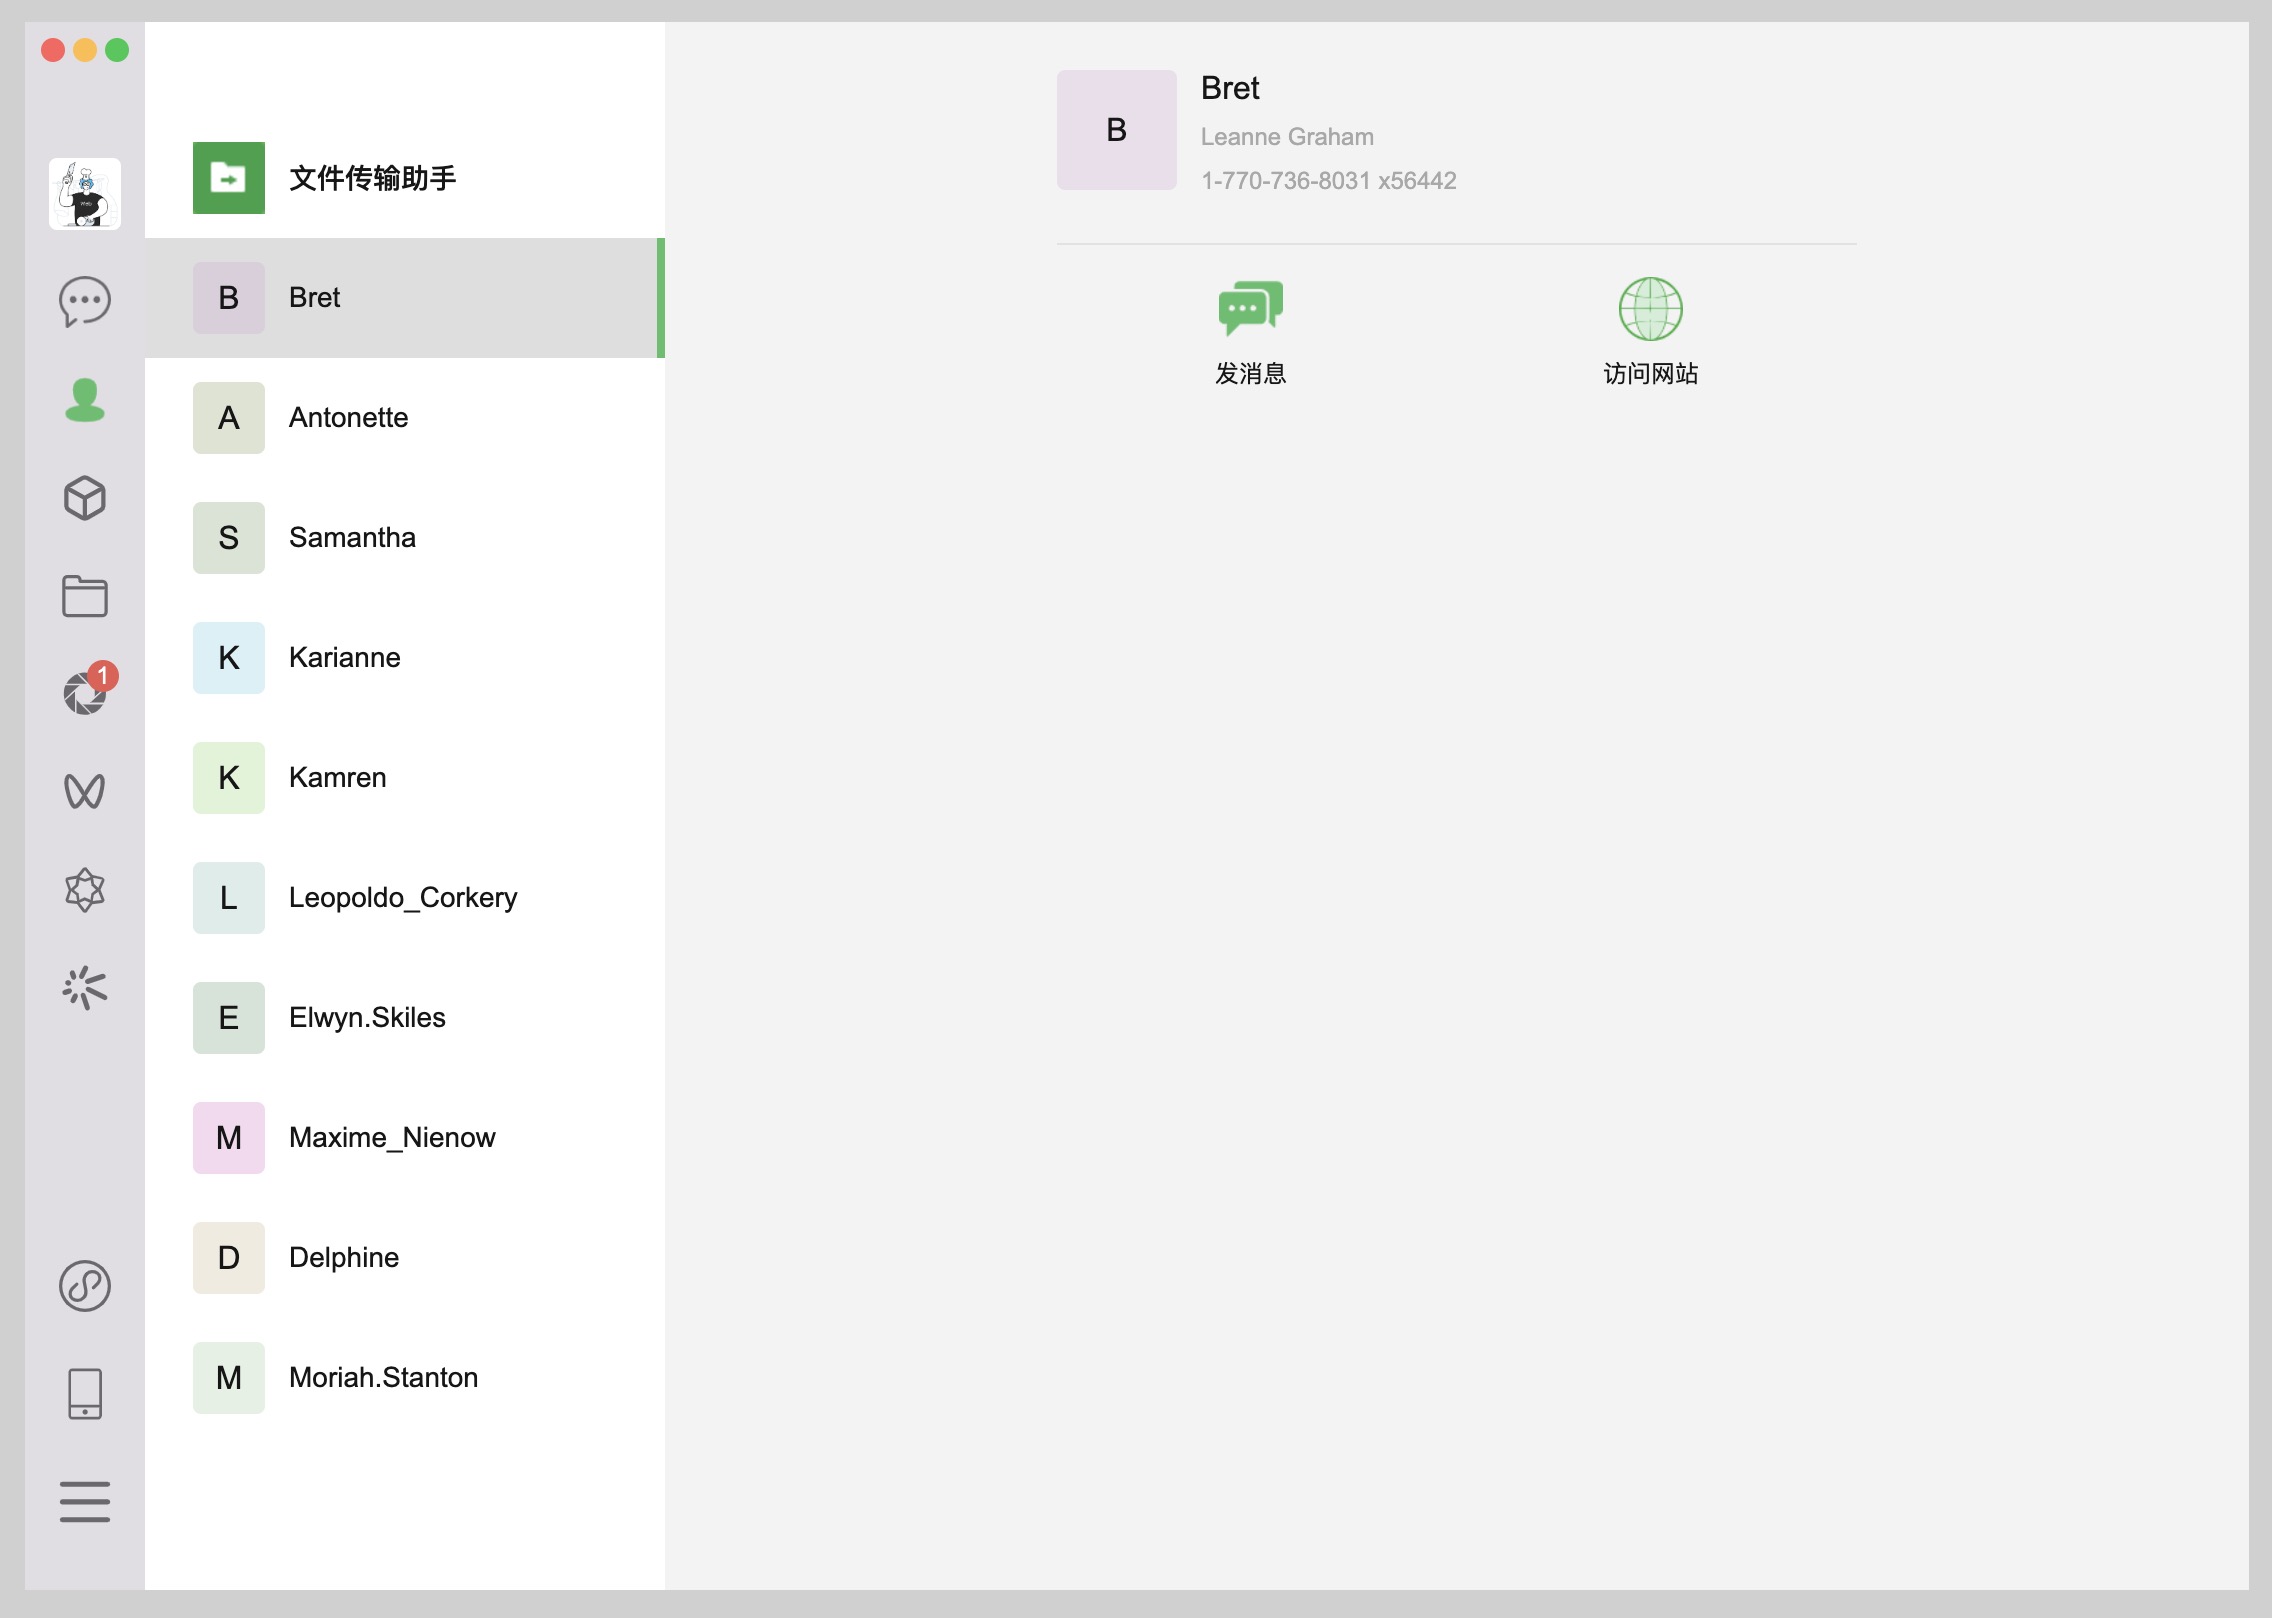 文件传输助手
B
Bret
A
Antonette
S
Samantha
K
Karianne
K
Kamren
L
Leopoldo_Corkery
E
Elwyn.Skiles
M
Maxime_Nienow
D
Delphine
M
Moriah.Stanton
1
B
Bret
Leanne Graham
1-770-736-8031 x56442
发消息
访问网站